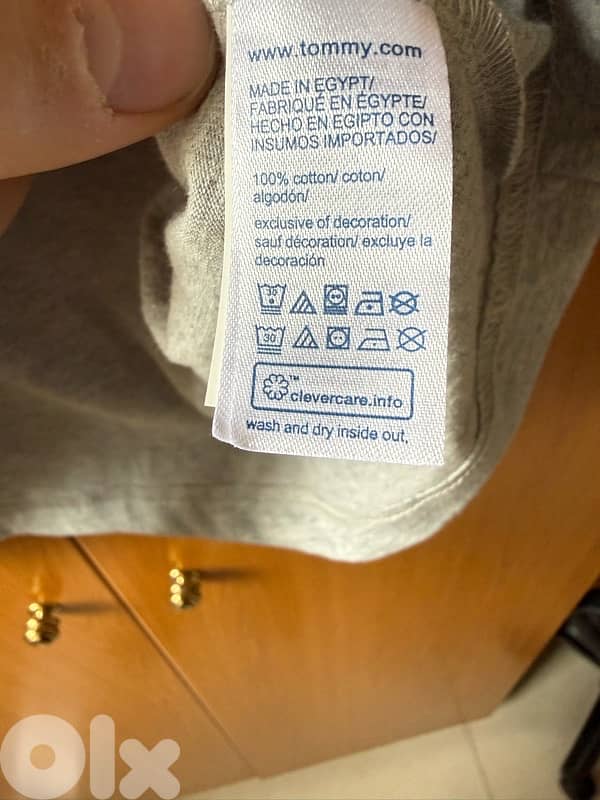 www.tommy.com
MADE IN EGYPT/
FABRIQUÉ EN ÉGYPTE/
HECHO EN EGIPTO CON
INSUMOS IMPORTADOS/
100% cotton/ coton/
algodón/
exclusive of decoration/
sauf décoration/ excluye la
decoración
30
30
™
clevercare.info
wash and dry inside out,
olx